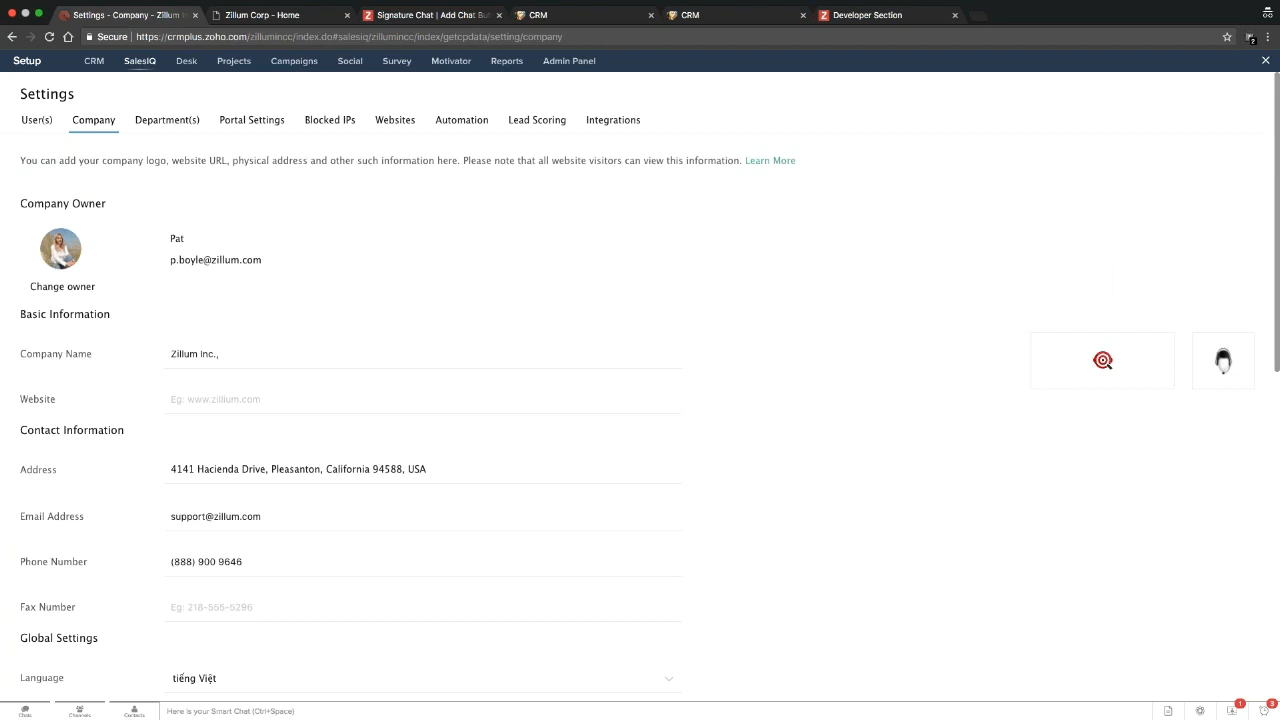 Settings - Company - Zillum In
Zillum Corp - Home
Signature Chat | Add Chat But
CRM
CRM
Developer Section
Secure | https://crmplus.zoho.com/zillumincc/index.do#salesiq/zillumincc/index/getcpdata/setting/company
Setup CRM SalesIQ Desk Projects Campaigns Social Survey Motivator Reports Admin Panel
Settings
User(s) Company Department(s) Portal Settings Blocked IPs Websites Automation Lead Scoring Integrations
You can add your company logo, website URL, physical address and other such information here. Please note that all website visitors can view this information. Learn More
Company Owner
Pat
p.boyle@zillum.com
Change owner
Basic Information
Company Name Zillum Inc.,
Website Eg: www.zillium.com
Contact Information
Address 4141 Hacienda Drive, Pleasanton, California 94588, USA
Email Address support@zillum.com
Phone Number (888) 900 9646
Fax Number Eg: 218-555-5296
Global Settings
Language tiếng Việt
Chats Channels Contacts Here is your Smart Chat (Ctrl+Space) 1 3